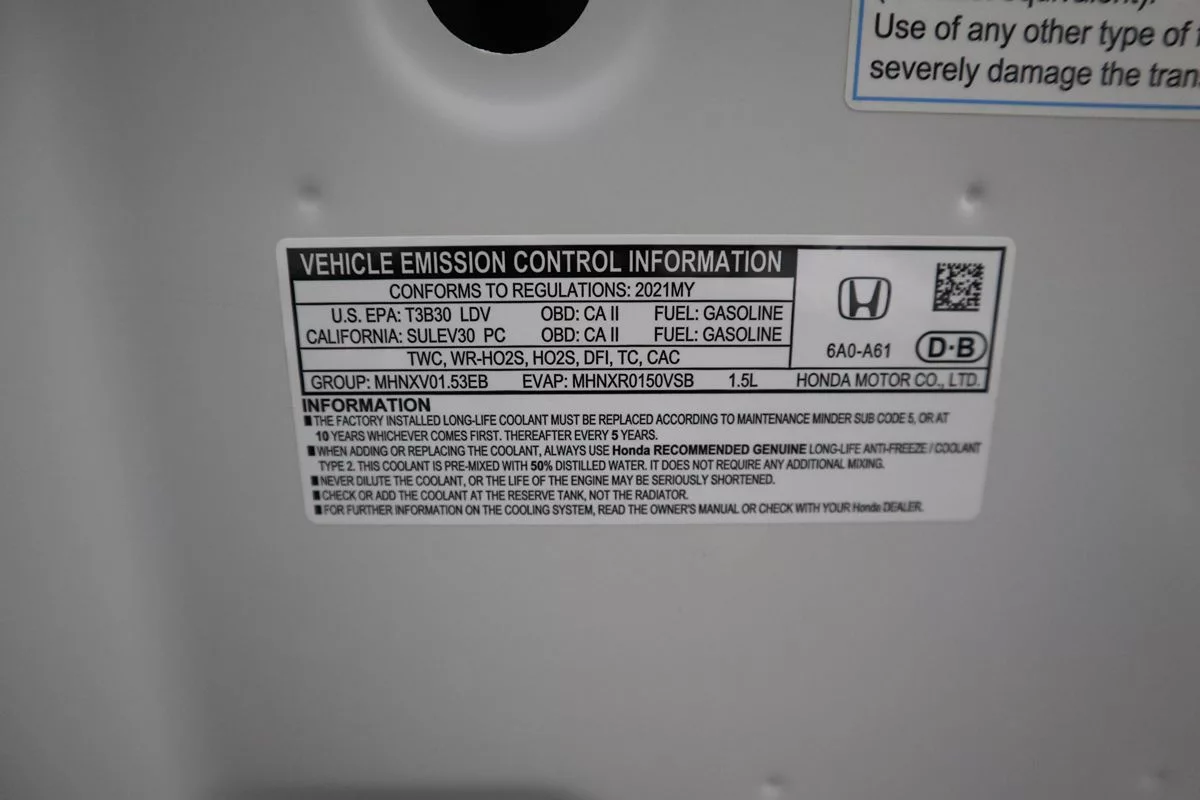 Use of any other type of
severely damage the
VEHICLE EMISSION CONTROL INFORMATION
CONFORMS TO REGULATIONS: 2021MY
U.S. EPA: T3B30 LDV OBD: CA II FUEL: GASOLINE
CALIFORNIA: SULEV30 PC OBD: CA II FUEL: GASOLINE
TWC, WR-HO2S, HO2S, DFI, TC, CAC
6A0-A61 D·B
GROUP: MHNXV01.53EB EVAP: MHNXR0150VSB 1.5L HONDA MOTOR CO., LTD.
INFORMATION
■THE FACTORY INSTALLED LONG-LIFE COOLANT MUST BE REPLACED ACCORDING TO MAINTENANCE MINDER SUB CODE 5, OR AT
10 YEARS WHICHEVER COMES FIRST. THEREAFTER EVERY 5 YEARS.
■WHEN ADDING OR REPLACING THE COOLANT, ALWAYS USE Honda RECOMMENDED GENUINE LONG-LIFE ANTI-FREEZE / COOLANT
TYPE 2. THIS COOLANT IS PRE-MIXED WITH 50% DISTILLED WATER. IT DOES NOT REQUIRE ANY ADDITIONAL MIXING.
■NEVER DILUTE THE COOLANT, OR THE LIFE OF THE ENGINE MAY BE SERIOUSLY SHORTENED.
■CHECK OR ADD THE COOLANT AT THE RESERVE TANK, NOT THE RADIATOR.
■FOR FURTHER INFORMATION ON THE COOLING SYSTEM, READ THE OWNER'S MANUAL OR CHECK WITH YOUR Honda DEALER.